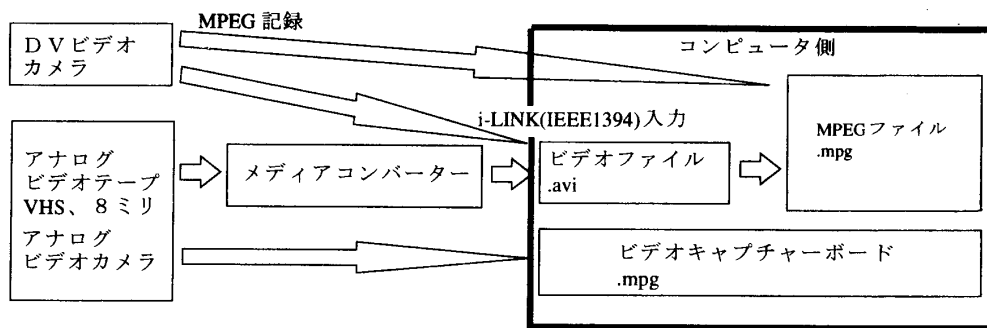 MPEG 記録
DVビデオ
カメラ
コンピュータ側
i-LINK(IEEE1394)入力
MPEGファイル
.mpg
アナログ
ビデオテープ
VHS、8ミリ
アナログ
ビデオカメラ
メディアコンバーター
ビデオファイル
.avi
ビデオキャプチャーボード
.mpg